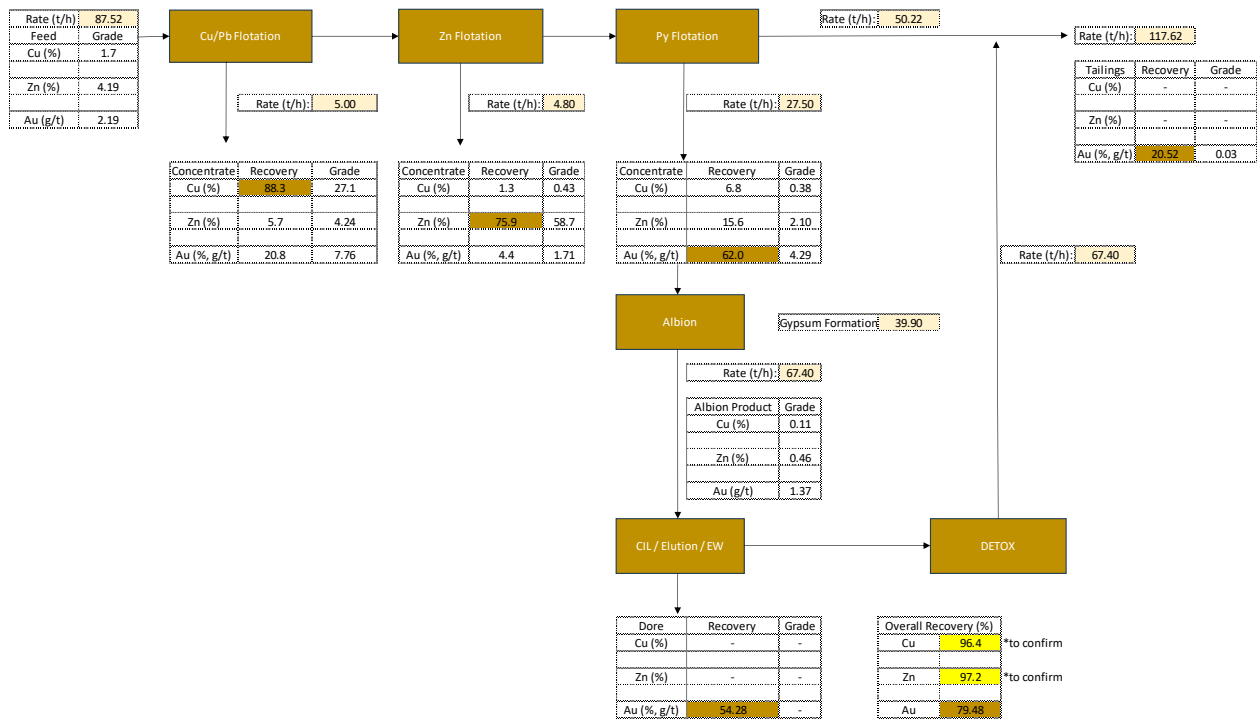 Rate (t/h) 87.52
Feed Grade
Cu (%) 1.7
Zn (%) 4.19
Au (g/t) 2.19
Cu/Pb Flotation
Zn Flotation
Py Flotation
Rate (t/h): 50.22
Rate (t/h): 117.62
Tailings Recovery Grade
Cu (%) - -
Zn (%) - -
Au (%, g/t) 20.52 0.03
Rate (t/h): 5.00
Rate (t/h): 4.80
Rate (t/h): 27.50
Concentrate Recovery Grade
Cu (%) 88.3 27.1
Zn (%) 5.7 4.24
Au (%, g/t) 20.8 7.76
Concentrate Recovery Grade
Cu (%) 1.3 0.43
Zn (%) 75.9 58.7
Au (%, g/t) 4.4 1.71
Concentrate Recovery Grade
Cu (%) 6.8 0.38
Zn (%) 15.6 2.10
Au (%, g/t) 62.0 4.29
Rate (t/h): 67.40
Albion
Gypsum Formation 39.90
Rate (t/h): 67.40
Albion Product Grade
Cu (%) 0.11
Zn (%) 0.46
Au (g/t) 1.37
CIL / Elution / EW
DETOX
Dore Recovery Grade
Cu (%) - -
Zn (%) - -
Au (%, g/t) 54.28 -
Overall Recovery (%)
Cu 96.4 *to confirm
Zn 97.2 *to confirm
Au 79.48